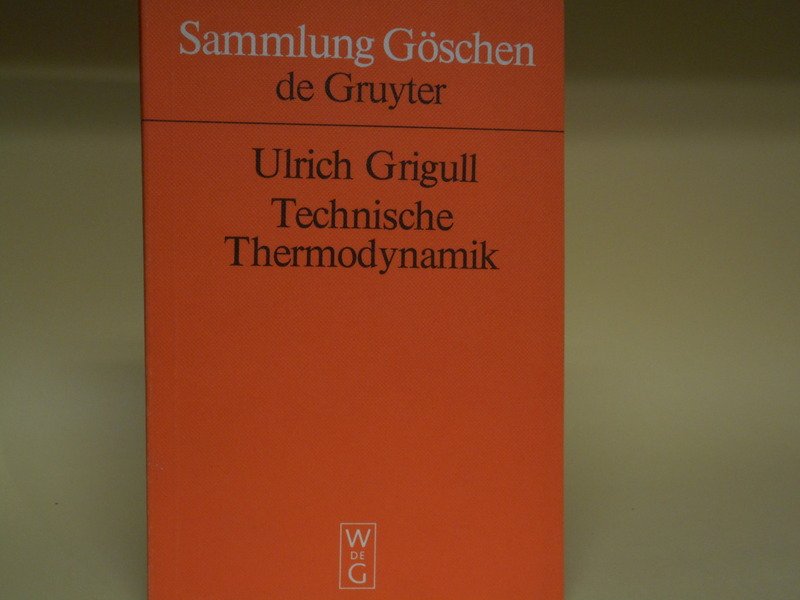 Sammlung Göschen
de Gruyter
Ulrich Grigull
Technische
Thermodynamik
W
DE
G